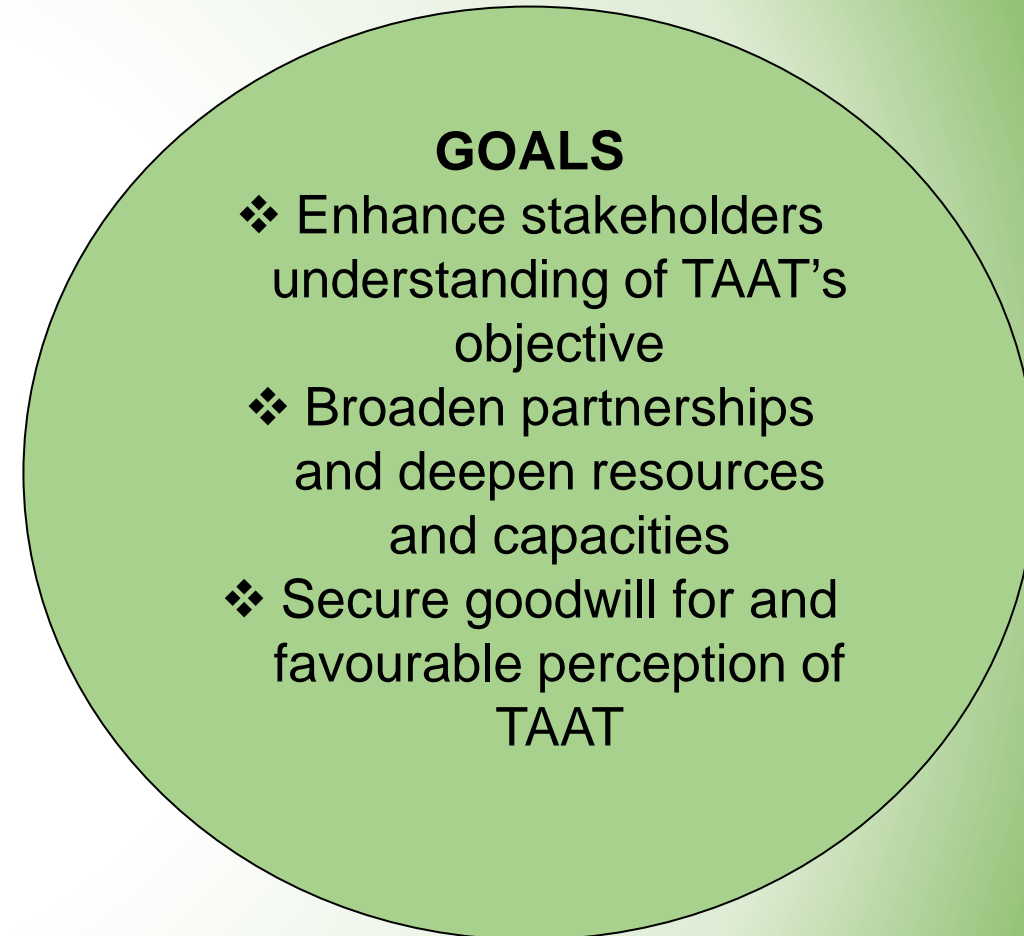 GOALS
❖ Enhance stakeholders
understanding of TAAT’s
objective
❖ Broaden partnerships
and deepen resources
and capacities
❖ Secure goodwill for and
favourable perception of
TAAT